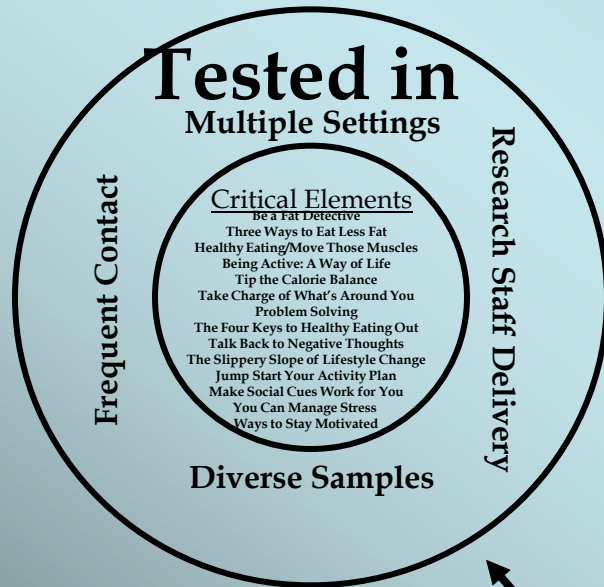 Tested in
Multiple Settings
Frequent Contact
Research Staff Delivery
Critical Elements
Be a Fat Detective
Three Ways to Eat Less Fat
Healthy Eating/Move Those Muscles
Being Active: A Way of Life
Tip the Calorie Balance
Take Charge of What's Around You
Problem Solving
The Four Keys to Healthy Eating Out
Talk Back to Negative Thoughts
The Slippery Slope of Lifestyle Change
Jump Start Your Activity Plan
Make Social Cues Work for You
You Can Manage Stress
Ways to Stay Motivated
Diverse Samples